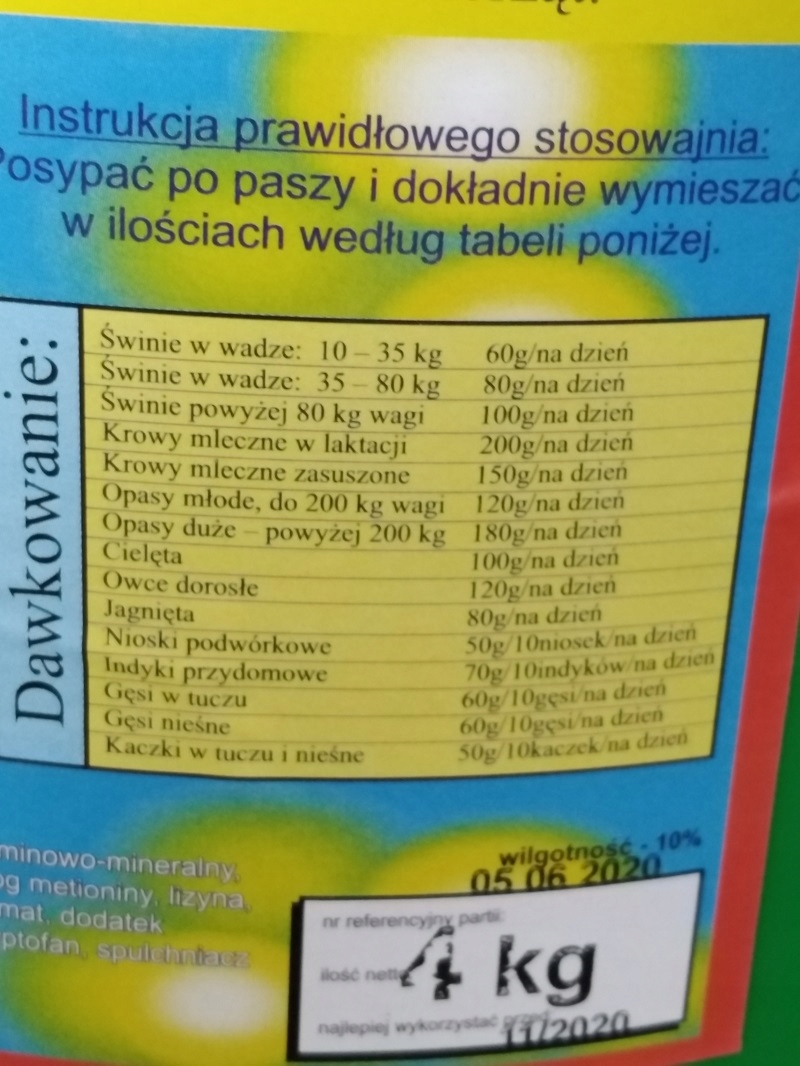 Instrukcja prawidłowego stosowajnia:
Posypać po paszy i dokładnie wymieszać
w ilościach według tabeli poniżej.
Dawkowanie:
Świnie w wadze: 10 – 35 kg 60g/na dzień
Świnie w wadze: 35 – 80 kg 80g/na dzień
Świnie powyżej 80 kg wagi 100g/na dzień
Krowy mleczne w laktacji 200g/na dzień
Krowy mleczne zasuszone 150g/na dzień
Opasy młode, do 200 kg wagi 120g/na dzień
Opasy duże – powyżej 200 kg 180g/na dzień
Cielęta 100g/na dzień
Owce dorosłe 120g/na dzień
Jagnięta 80g/na dzień
Nioski podwórkowe 50g/10niosek/na dzień
Indyki przydomowe 70g/10indyków/na dzień
Gęsi w tuczu 60g/10gęsi/na dzień
Gęsi nieśne 60g/10gęsi/na dzień
Kaczki w tuczu i nieśne 50g/10kaczek/na dzień
minowo-mineralny,
metioniny, lizyna,
mat, dodatek
ptofan, spulchniacz
wilgotność - 10%
05 06 2020
nr referencyjny partii:
ilość netto 4 kg
najlepiej wykorzystać przed
11/2020